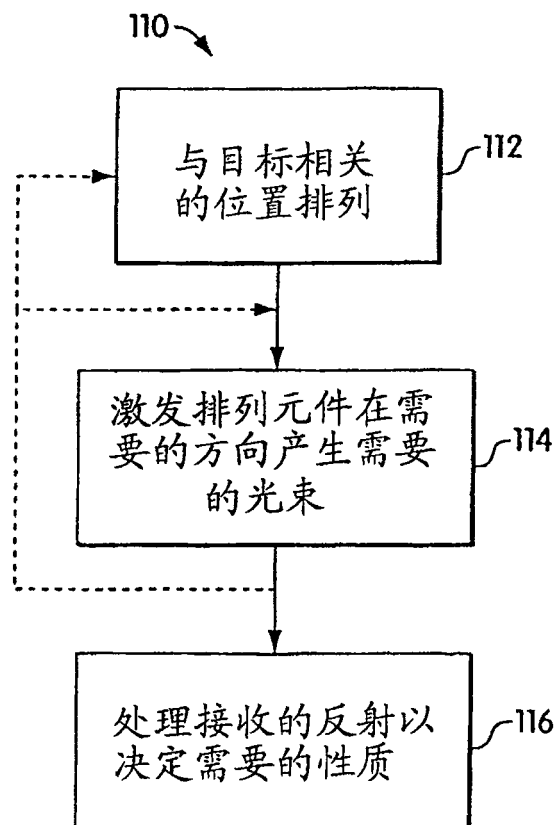 110
与目标相关
的位置排列
112
激发排列元件在需
要的方向产生需要
的光束
114
处理接收的反射以
决定需要的性质
116